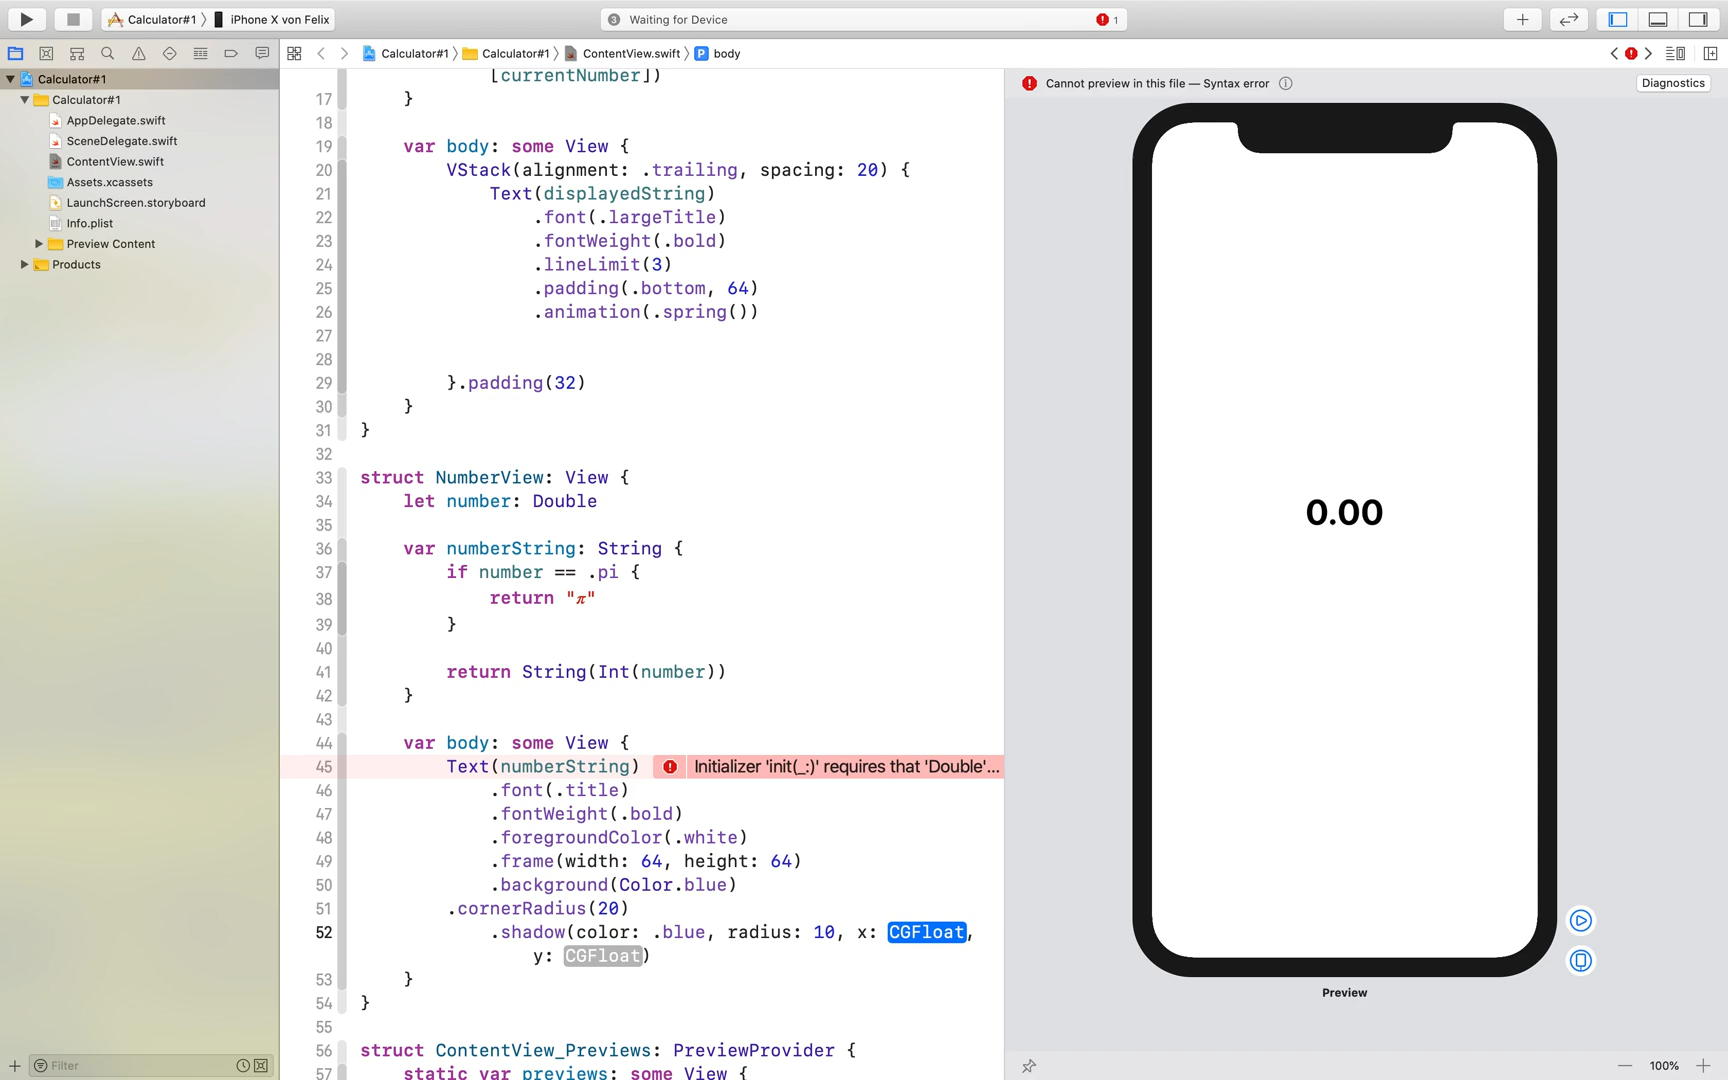 Calculator#1 iPhone X von Felix
3 Waiting for Device 1
Calculator#1 Calculator#1 ContentView.swift P body
Calculator#1
Calculator#1
AppDelegate.swift
SceneDelegate.swift
ContentView.swift
Assets.xcassets
LaunchScreen.storyboard
Info.plist
Preview Content
Products
Filter
[currentNumber])
17 }
18
19 var body: some View {
20 VStack(alignment: .trailing, spacing: 20) {
21 Text(displayedString)
22 .font(.largeTitle)
23 .fontWeight(.bold)
24 .lineLimit(3)
25 .padding(.bottom, 64)
26 .animation(.spring())
27
28
29 }.padding(32)
30 }
31 }
32
33 struct NumberView: View {
34 let number: Double
35
36 var numberString: String {
37 if number == .pi {
38 return "π"
39 }
40
41 return String(Int(number))
42 }
43
44 var body: some View {
45 Text(numberString) Initializer 'init(_:)' requires that 'Double'...
46 .font(.title)
47 .fontWeight(.bold)
48 .foregroundColor(.white)
49 .frame(width: 64, height: 64)
50 .background(Color.blue)
51 .cornerRadius(20)
52 .shadow(color: .blue, radius: 10, x: CGFloat,
y: CGFloat)
53 }
54 }
55
56 struct ContentView_Previews: PreviewProvider {
57 static var previews: some View {
Cannot preview in this file — Syntax error
Diagnostics
0.00
Preview
100%